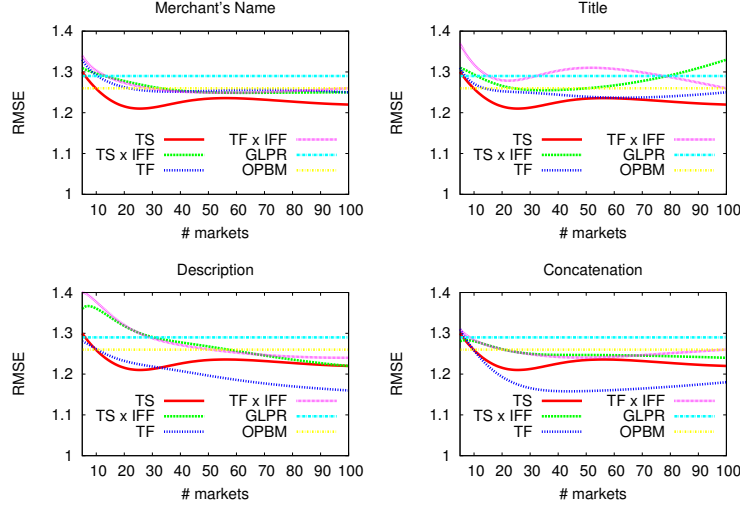 Merchant's Name
1.4
1.3
1.2
1.1
1
RMSE
TS
TS x IFF
TF
TF x IFF
GLPR
OPBM
10 20 30 40 50 60 70 80 90 100
# markets
Title
1.4
1.3
1.2
1.1
1
RMSE
TS
TS x IFF
TF
TF x IFF
GLPR
OPBM
10 20 30 40 50 60 70 80 90 100
# markets
Description
1.4
1.3
1.2
1.1
1
RMSE
TS
TS x IFF
TF
TF x IFF
GLPR
OPBM
10 20 30 40 50 60 70 80 90 100
# markets
Concatenation
1.4
1.3
1.2
1.1
1
RMSE
TS
TS x IFF
TF
TF x IFF
GLPR
OPBM
10 20 30 40 50 60 70 80 90 100
# markets